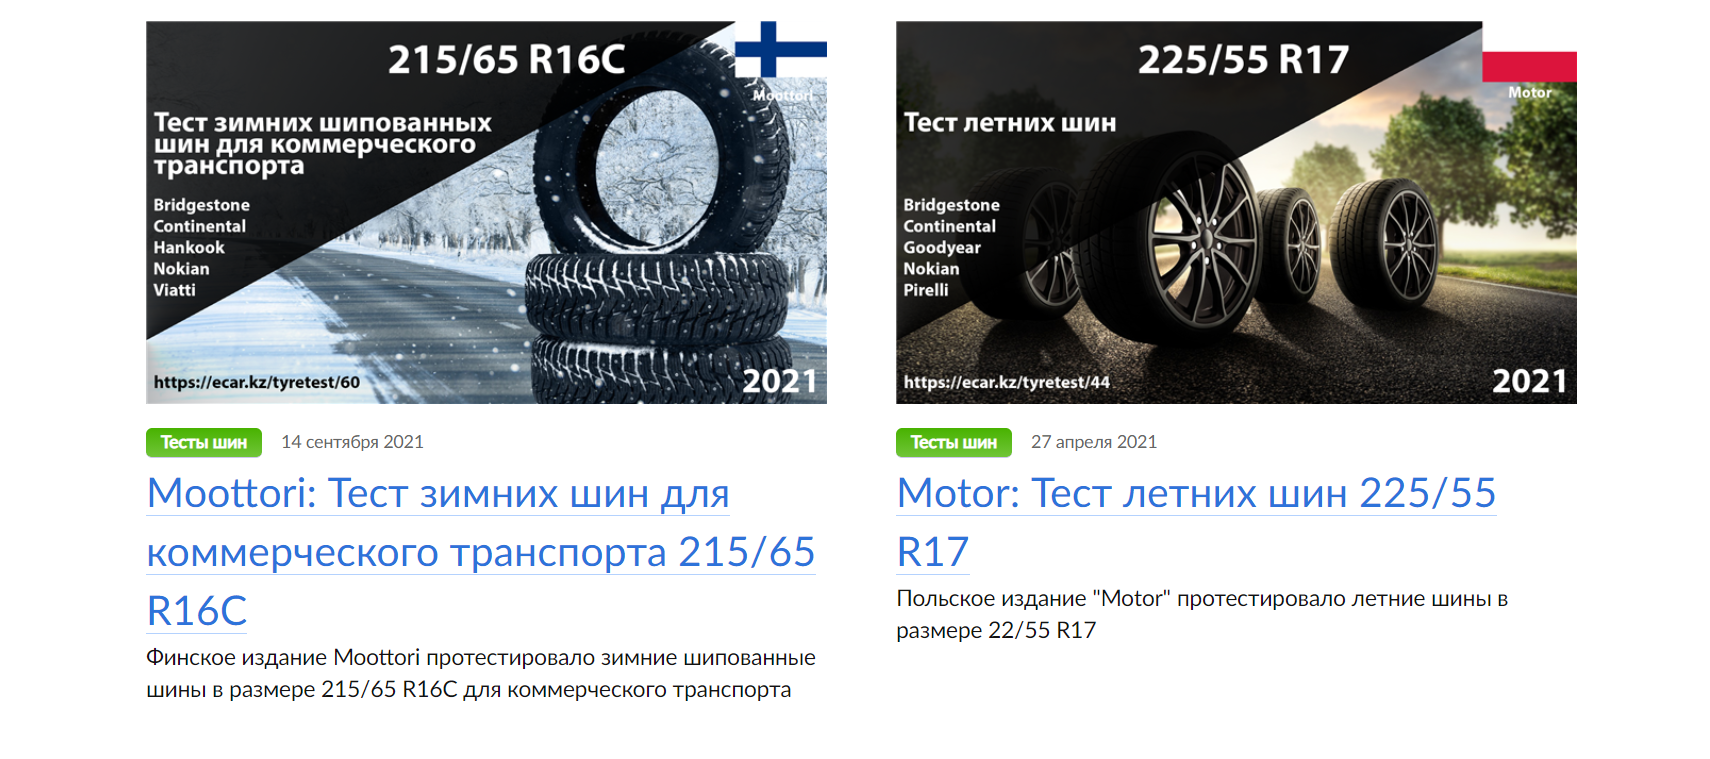 215/65 R16C
Moottori
Тест зимних шипованных
шин для коммерческого
транспорта
Bridgestone
Continental
Hankook
Nokian
Viatti
https://ecar.kz/tyretest/60
2021
Тесты шин 14 сентября 2021
Moottori: Тест зимних шин для
коммерческого транспорта 215/65
R16C
Финское издание Moottori протестировало зимние шипованные
шины в размере 215/65 R16C для коммерческого транспорта
225/55 R17
Motor
Тест летних шин
Bridgestone
Continental
Goodyear
Nokian
Pirelli
https://ecar.kz/tyretest/44
2021
Тесты шин 27 апреля 2021
Motor: Тест летних шин 225/55
R17
Польское издание "Motor" протестировало летние шины в
размере 22/55 R17